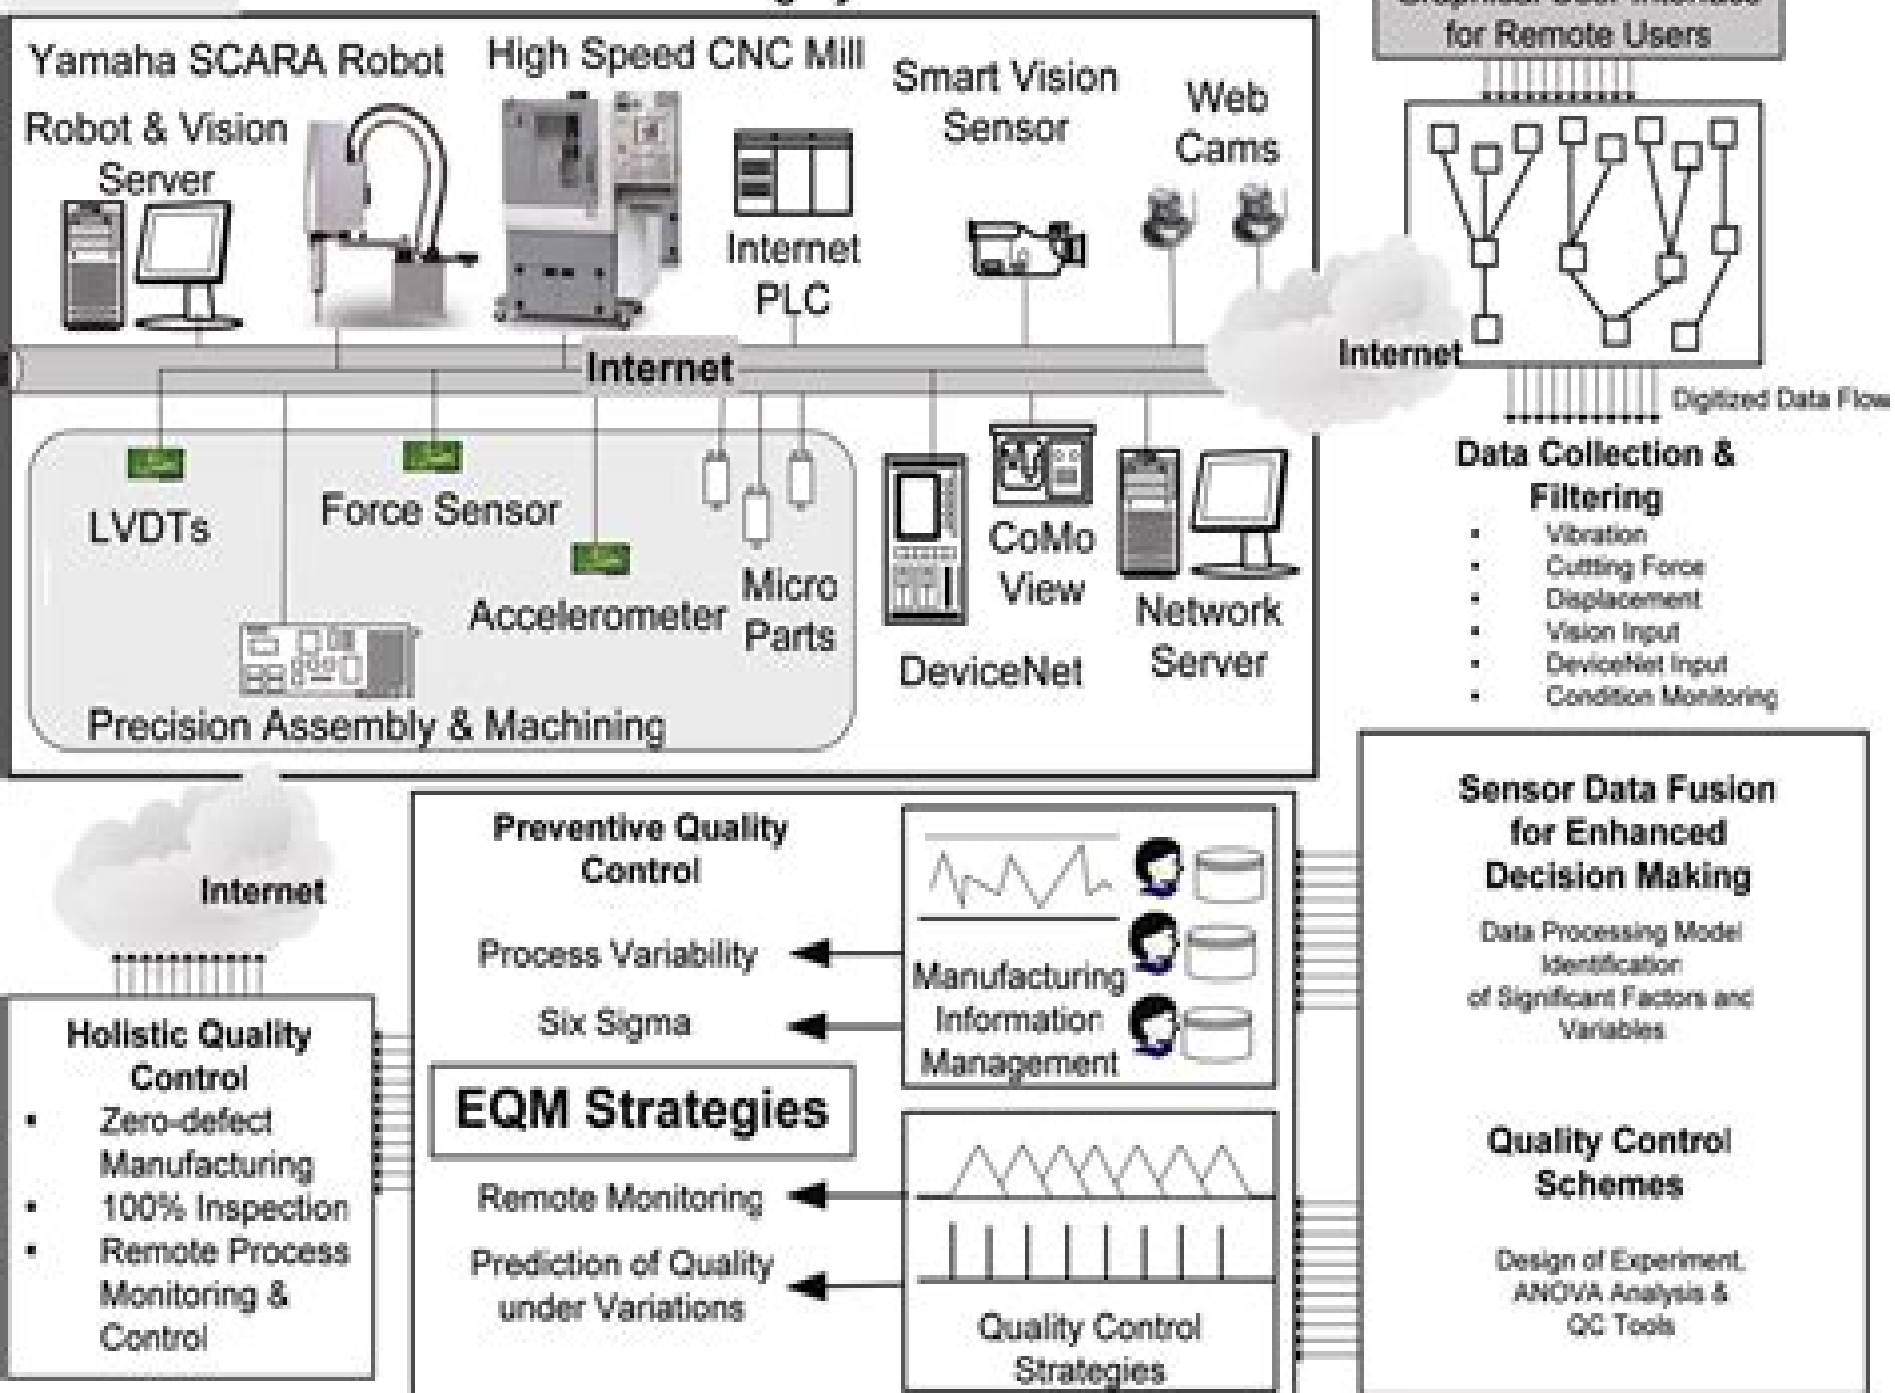 for Remote Users
Yamaha SCARA Robot
High Speed CNC Mill
Robot & Vision
Server
Internet
PLC
Smart Vision
Sensor
Web
Cams
Internet
Internet
LVDTs
Force Sensor
Accelerometer
Micro
Parts
Precision Assembly & Machining
DeviceNet
CoMo
View
Network
Server
Digitized Data Flow
Data Collection &
Filtering
• Vibration
• Cuttting Force
• Displacement
• Vision Input
• DeviceNet Input
• Condition Monitoring
Sensor Data Fusion
for Enhanced
Decision Making
Data Processing Model
Identification
of Significant Factors and
Variables
Quality Control
Schemes
Design of Experiment,
ANOVA Analysis &
QC Tools
Manufacturing
Information
Management
Quality Control
Strategies
Preventive Quality
Control
Process Variability
Six Sigma
EQM Strategies
Remote Monitoring
Prediction of Quality
under Variations
Internet
Holistic Quality
Control
• Zero-defect
Manufacturing
• 100% Inspection
• Remote Process
Monitoring &
Control